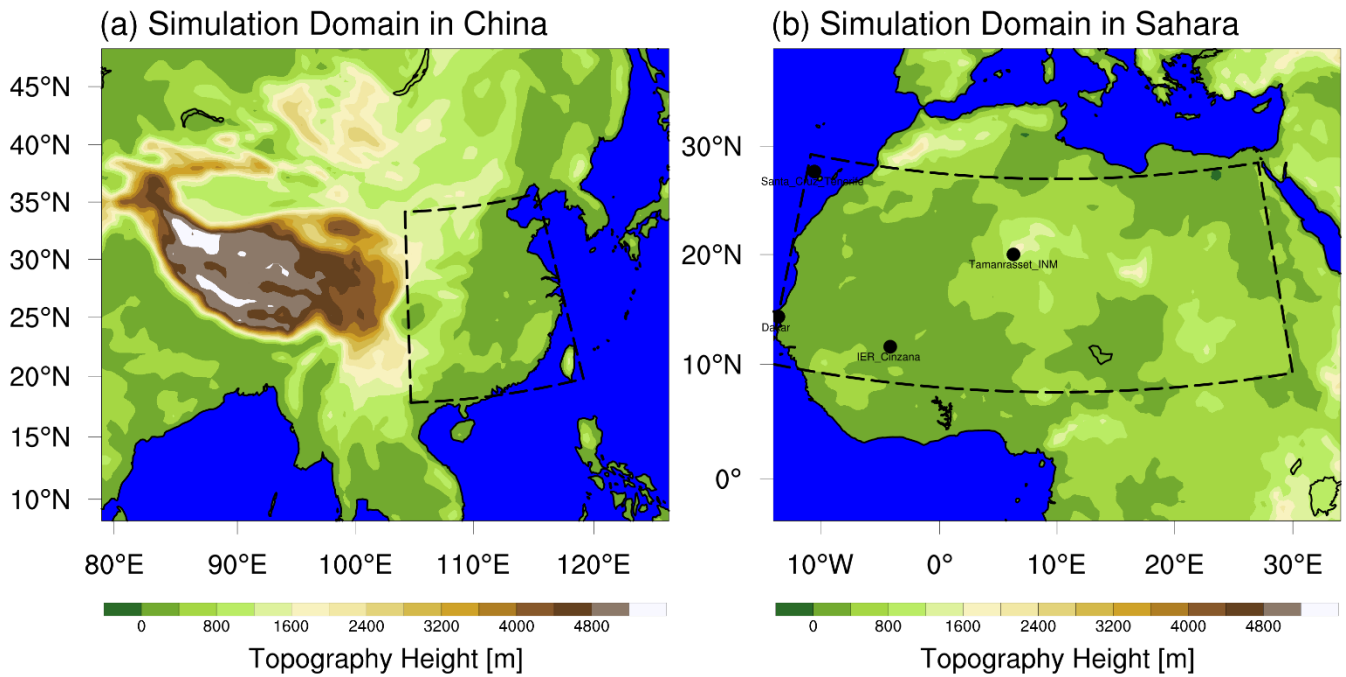 (a) Simulation Domain in China
45°N
40°N
35°N
30°N
25°N
20°N
15°N
10°N
80°E 90°E 100°E 110°E 120°E
0 800 1600 2400 3200 4000 4800
Topography Height [m]
(b) Simulation Domain in Sahara
30°N
20°N
10°N
0°
Tamanrasset_INM
Dakar
IER_Cinzana
10°W 0° 10°E 20°E 30°E
0 800 1600 2400 3200 4000 4800
Topography Height [m]